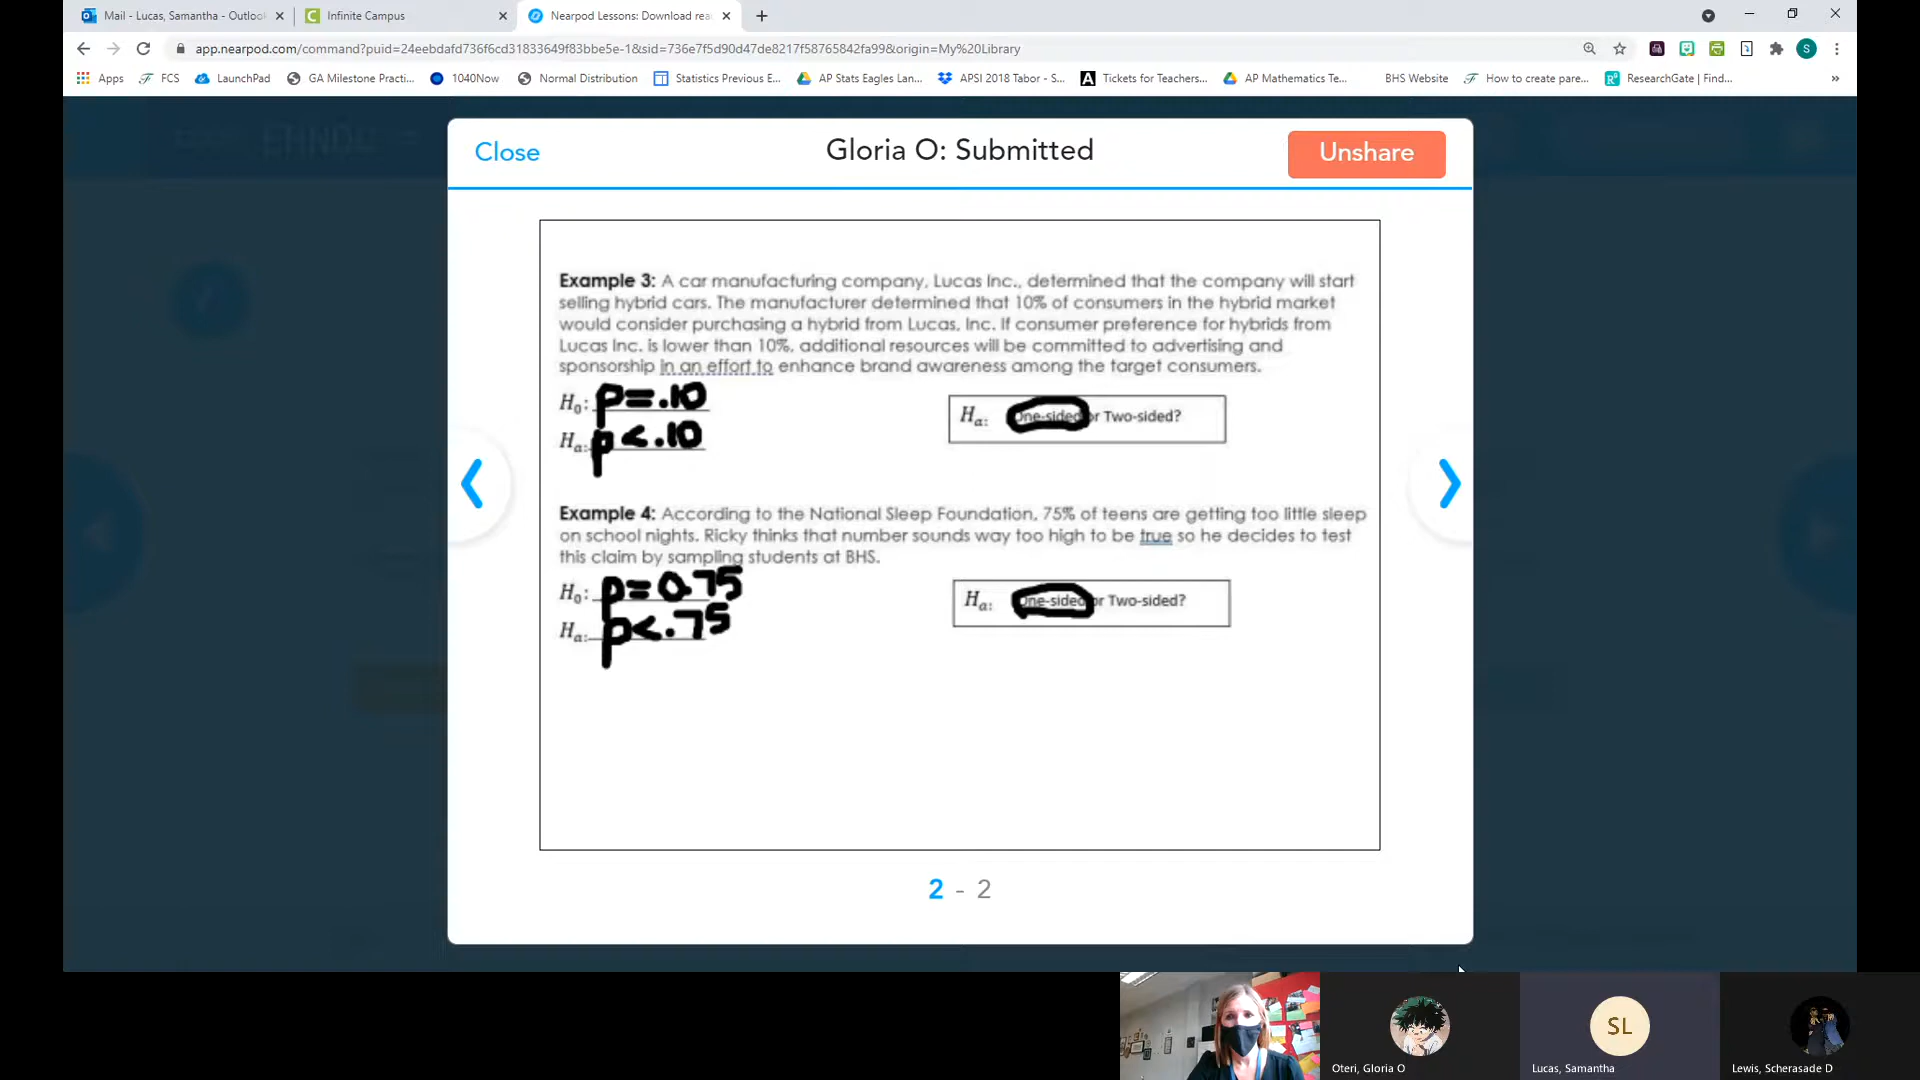 Mail - Lucas, Samantha - Outlook
Infinite Campus
Nearpod Lessons: Download rea
app.nearpod.com/command?puid=24eebdafd736f6cd31833649f83bbe5e-1&sid=736e7f5d90d47de8217f58765842fa99&origin=My%20Library
S
Apps FCS LaunchPad GA Milestone Practi... 1040Now Normal Distribution Statistics Previous E... AP Stats Eagles Lan... APSI 2018 Tabor - S... Tickets for Teachers... AP Mathematics Te... BHS Website How to create pare... ResearchGate | Find...
Close
Gloria O: Submitted
Unshare
Example 3: A car manufacturing company, Lucas Inc., determined that the company will start
selling hybrid cars. The manufacturer determined that 10% of consumers in the hybrid market
would consider purchasing a hybrid from Lucas, Inc. If consumer preference for hybrids from
Lucas Inc. is lower than 10%, additional resources will be committed to advertising and
sponsorship in an effort to enhance brand awareness among the target consumers.
H₀: p=.10
Hₐ: p<.10
Hₐ: One-sided or Two-sided?
Example 4: According to the National Sleep Foundation, 75% of teens are getting too little sleep
on school nights. Ricky thinks that number sounds way too high to be true so he decides to test
this claim by sampling students at BHS.
H₀: p=0.75
Hₐ: p<.75
Hₐ: One-sided or Two-sided?
2 - 2
SL
Oteri, Gloria O
Lucas, Samantha
Lewis, Scherasade D